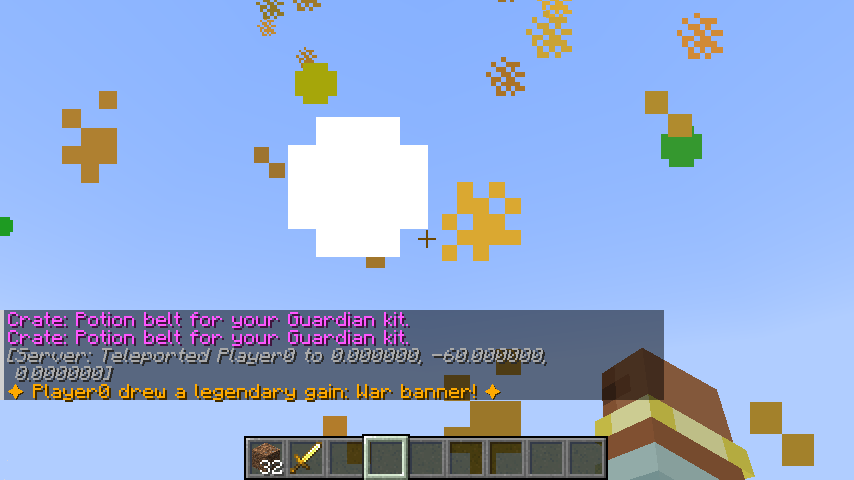 Crate: Potion belt for your Guardian kit.
Crate: Potion belt for your Guardian kit.
[Server: Teleported Player0 to 0.000000, -60.000000,
0.000000]
✦ Player0 drew a legendary gain: War banner! ✦
32